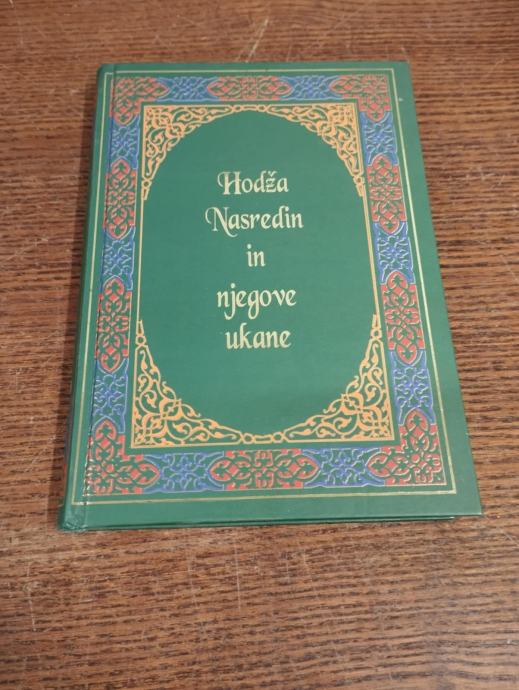 Hodža
Nasredin
in
njegove
ukane